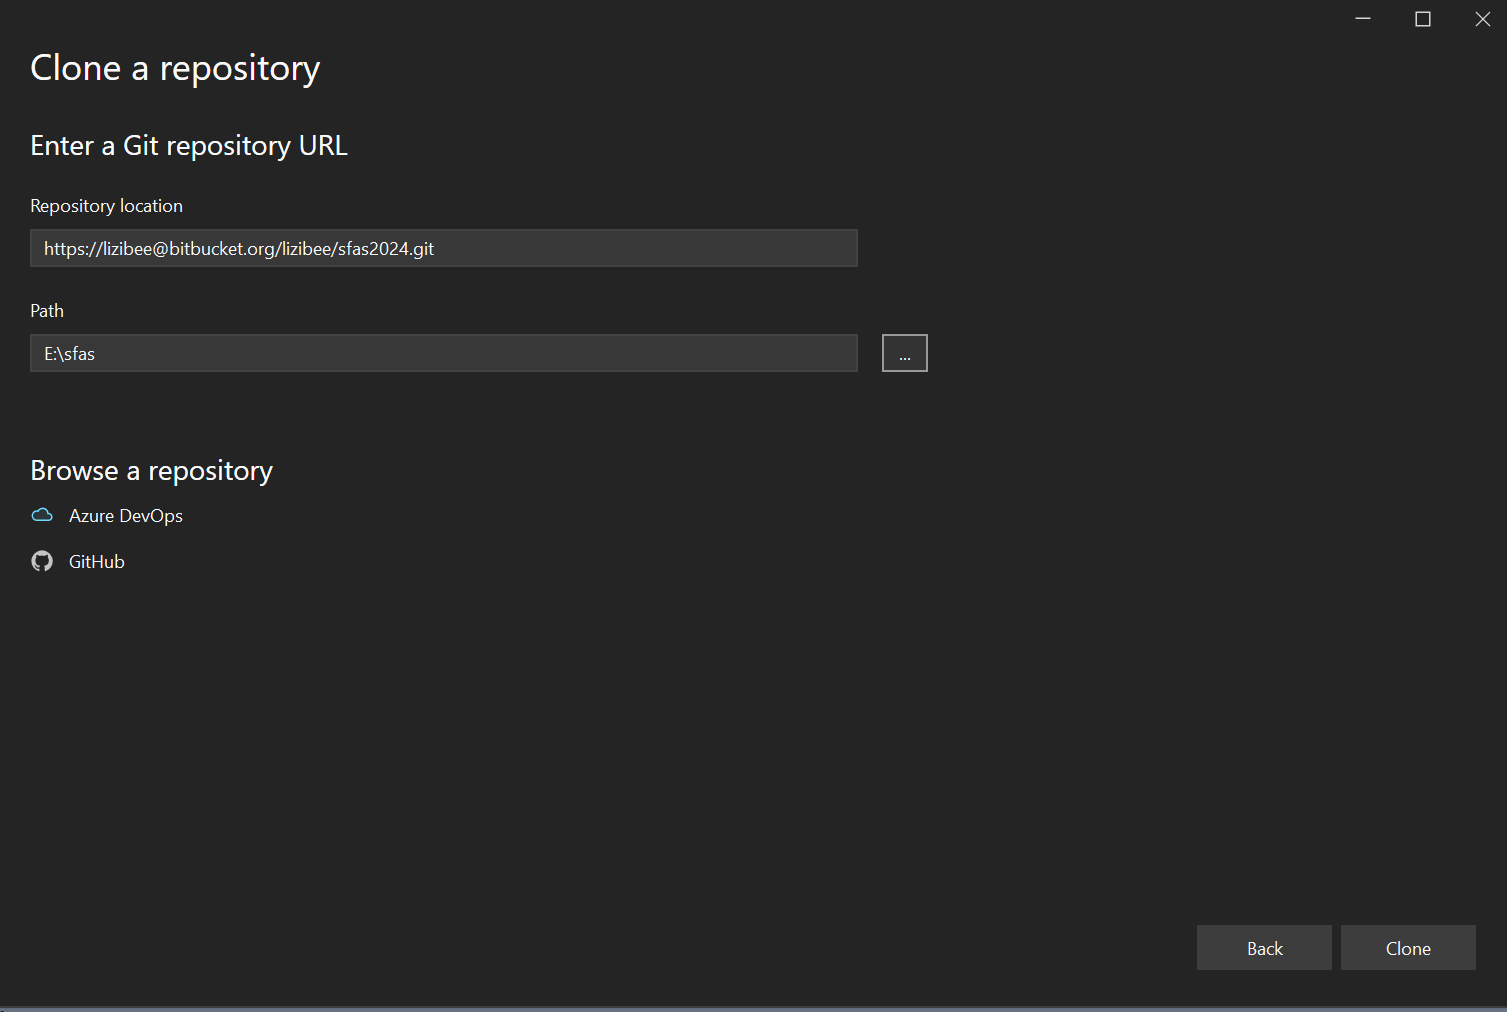 Clone a repository
Enter a Git repository URL
Repository location
https://lizibee@bitbucket.org/lizibee/sfas2024.git
Path
E:\sfas
...
Browse a repository
Azure DevOps
GitHub
Back
Clone